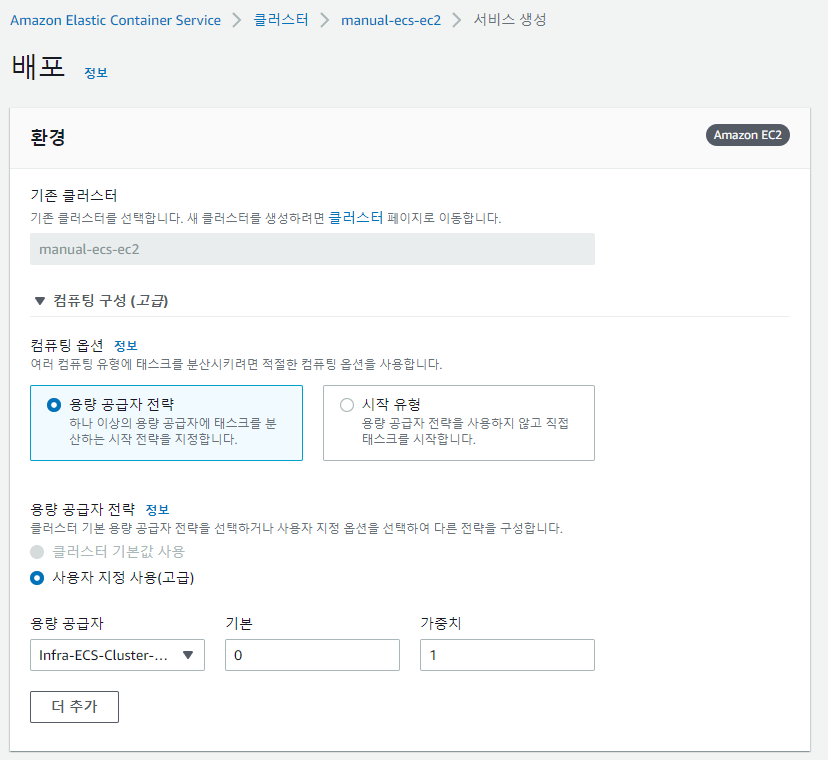 Amazon Elastic Container Service > 클러스터 > manual-ecs-ec2 > 서비스 생성
배포 정보
환경 Amazon EC2
기존 클러스터
기존 클러스터를 선택합니다. 새 클러스터를 생성하려면 클러스터 페이지로 이동합니다.
manual-ecs-ec2
▼ 컴퓨팅 구성 (고급)
컴퓨팅 옵션 정보
여러 컴퓨팅 유형에 태스크를 분산시키려면 적절한 컴퓨팅 옵션을 사용합니다.
용량 공급자 전략
하나 이상의 용량 공급자에 태스크를 분
산하는 시작 전략을 지정합니다.
시작 유형
용량 공급자 전략을 사용하지 않고 직접
태스크를 시작합니다.
용량 공급자 전략 정보
클러스터 기본 용량 공급자 전략을 선택하거나 사용자 지정 옵션을 선택하여 다른 전략을 구성합니다.
클러스터 기본값 사용
사용자 지정 사용(고급)
용량 공급자 기본 가중치
Infra-ECS-Cluster-... 0 1
더 추가